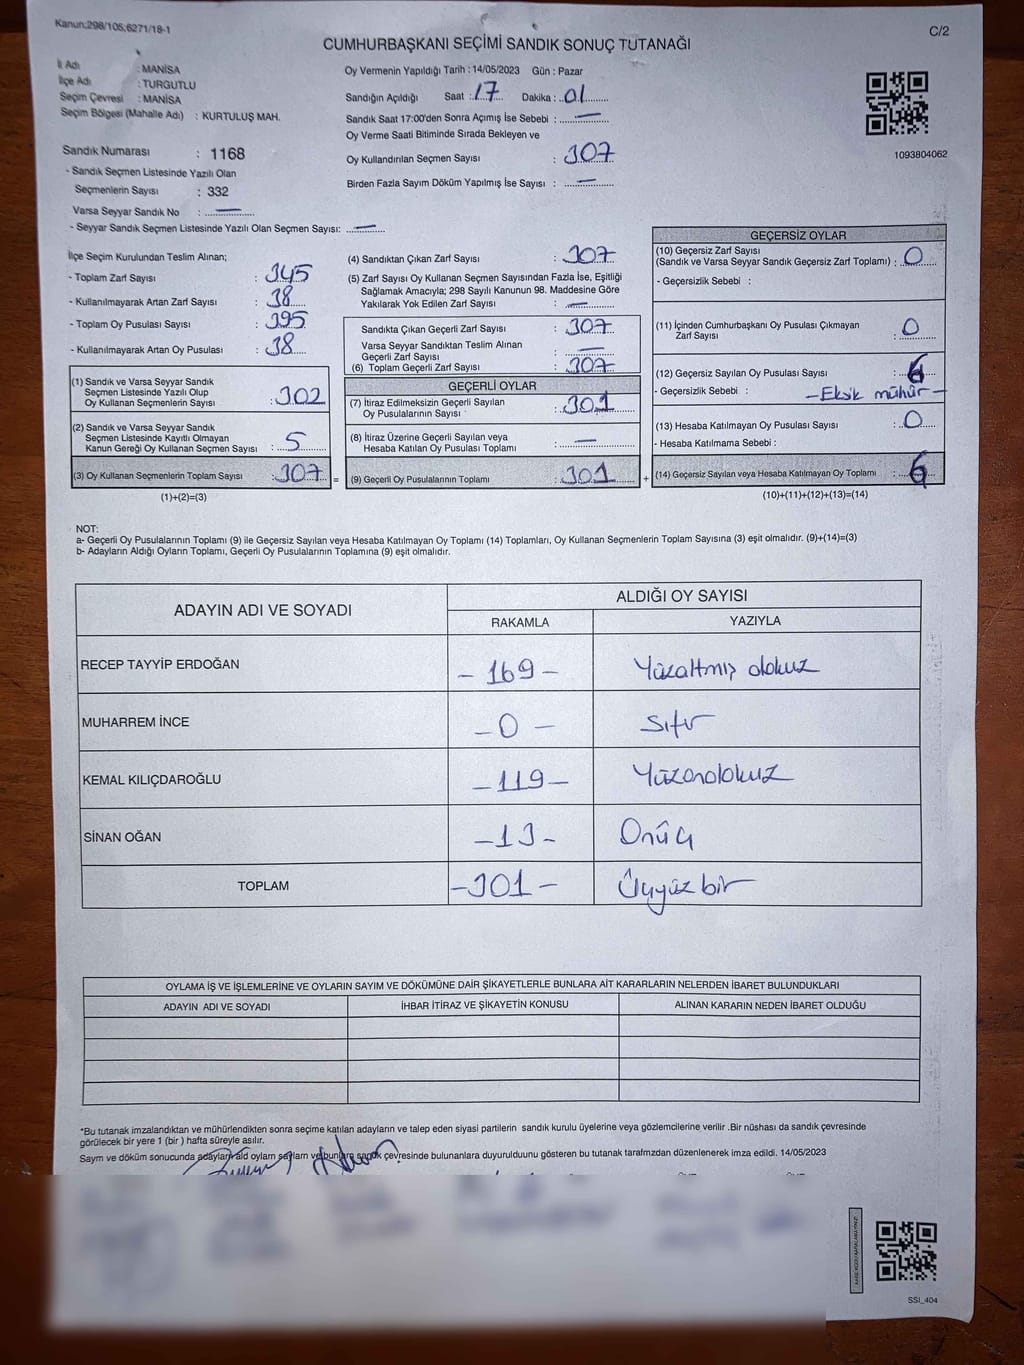 Kanun:298/105;6271/18-1
C/2
CUMHURBAŞKANI SEÇİMİ SANDIK SONUÇ TUTANAĞI
İl Adı : MANİSA
İlçe Adı : TURGUTLU
Seçim Çevresi : MANİSA
Seçim Bölgesi (Mahalle Adı) : KURTULUŞ MAH.
Sandık Numarası : 1168
- Sandık Seçmen Listesinde Yazılı Olan
Seçmenlerin Sayısı : 332
Varsa Seyyar Sandık No : —
- Seyyar Sandık Seçmen Listesinde Yazılı Olan Seçmen Sayısı: —
Oy Vermenin Yapıldığı Tarih : 14/05/2023 Gün : Pazar
Sandığın Açıldığı Saat : 17 Dakika : 01
Sandık Saat 17:00'den Sonra Açımış İse Sebebi : —
Oy Verme Saati Bitiminde Sırada Bekleyen ve
Oy Kullandırılan Seçmen Sayısı : 307
Birden Fazla Sayım Döküm Yapılmış İse Sayısı : —
1093804062
İlçe Seçim Kurulundan Teslim Alınan;
- Toplam Zarf Sayısı : 345
- Kullanılmayarak Artan Zarf Sayısı : 38
- Toplam Oy Pusulası Sayısı : 395
- Kullanılmayarak Artan Oy Pusulası : 38
(1) Sandık ve Varsa Seyyar Sandık
Seçmen Listesinde Yazılı Olup
Oy Kullanan Seçmenlerin Sayısı : 302
(2) Sandık ve Varsa Seyyar Sandık
Seçmen Listesinde Kayıtlı Olmayan
Kanun Gereği Oy Kullanan Seçmen Sayısı : 5
(3) Oy Kullanan Seçmenlerin Toplam Sayısı : 307 =
(1)+(2)=(3)
(4) Sandıktan Çıkan Zarf Sayısı : 307
(5) Zarf Sayısı Oy Kullanan Seçmen Sayısından Fazla İse, Eşitliği
Sağlamak Amacıyla; 298 Sayılı Kanunun 98. Maddesine Göre
Yakılarak Yok Edilen Zarf Sayısı : —
Sandıkta Çıkan Geçerli Zarf Sayısı : 307
Varsa Seyyar Sandıktan Teslim Alınan
Geçerli Zarf Sayısı : —
(6) Toplam Geçerli Zarf Sayısı : 307
GEÇERLİ OYLAR
(7) İtiraz Edilmeksizin Geçerli Sayılan
Oy Pusulalarının Sayısı : 301
(8) İtiraz Üzerine Geçerli Sayılan veya
Hesaba Katılan Oy Pusulası Toplamı : —
(9) Geçerli Oy Pusulalarının Toplamı : 301 +
GEÇERSİZ OYLAR
(10) Geçersiz Zarf Sayısı
(Sandık ve Varsa Seyyar Sandık Geçersiz Zarf Toplamı) : 0
- Geçersizlik Sebebi :
(11) İçinden Cumhurbaşkanı Oy Pusulası Çıkmayan
Zarf Sayısı : 0
(12) Geçersiz Sayılan Oy Pusulası Sayısı : 6
- Geçersizlik Sebebi : — Eksik mühür —
(13) Hesaba Katılmayan Oy Pusulası Sayısı : 0
- Hesaba Katılmama Sebebi :
(14) Geçersiz Sayılan veya Hesaba Katılmayan Oy Toplamı : 6
(10)+(11)+(12)+(13)=(14)
NOT:
a- Geçerli Oy Pusulalarının Toplamı (9) ile Geçersiz Sayılan veya Hesaba Katılmayan Oy Toplamı (14) Toplamları, Oy Kullanan Seçmenlerin Toplam Sayısına (3) eşit olmalıdır. (9)+(14)=(3)
b- Adayların Aldığı Oyların Toplamı, Geçerli Oy Pusulalarının Toplamına (9) eşit olmalıdır.
ADAYIN ADI VE SOYADI
ALDIĞI OY SAYISI
RAKAMLA YAZIYLA
RECEP TAYYİP ERDOĞAN - 169 - Yüzaltmış dokuz
MUHARREM İNCE - 0 - Sıfır
KEMAL KILIÇDAROĞLU - 119 - Yüzondokuz
SİNAN OĞAN - 13 - Onüç
TOPLAM - 301 - Üçyüz bir
OYLAMA İŞ VE İŞLEMLERİNE VE OYLARIN SAYIM VE DÖKÜMÜNE DAİR ŞİKAYETLERLE BUNLARA AİT KARARLARIN NELERDEN İBARET BULUNDUKLARI
ADAYIN ADI VE SOYADI İHBAR İTİRAZ VE ŞİKAYETİN KONUSU ALINAN KARARIN NEDEN İBARET OLDUĞU
*Bu tutanak imzalandıktan ve mühürlendikten sonra seçime katılan adayların ve talep eden siyasi partilerin sandık kurulu üyelerine veya gözlemcilerine verilir .Bir nüshası da sandık çevresinde
görülecek bir yere 1 (bir ) hafta süreyle asılır.
Sayım ve döküm sonucunda adayların ald oyların sayları ve bunların sandık çevresinde bulunanlara duyurulduunu gösteren bu tutanak tarafmzdan düzenlenerek imza edildi. 14/05/2023
SSI_404